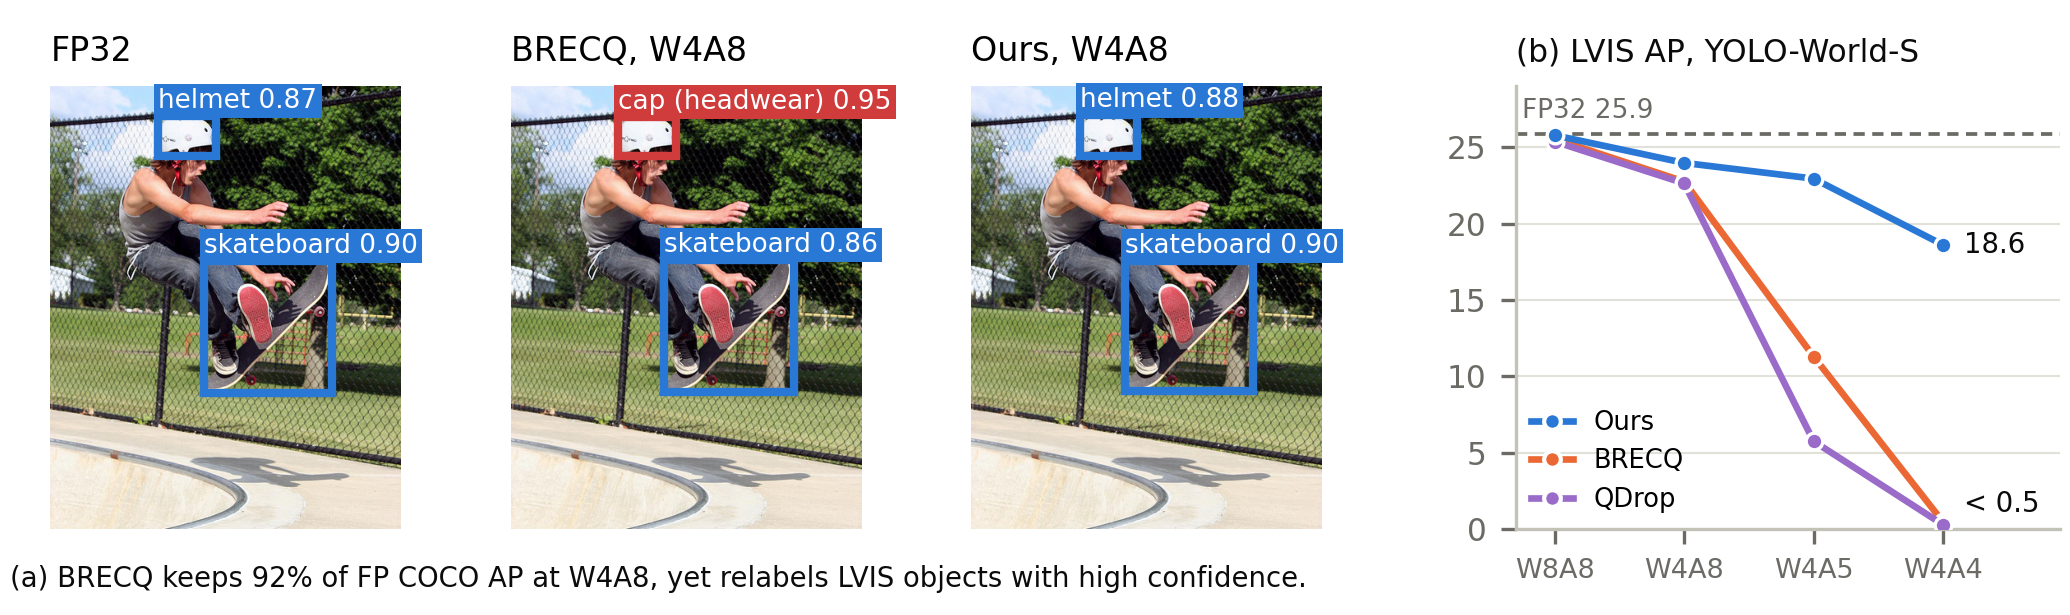 FP32
helmet 0.87
skateboard 0.90
BRECQ, W4A8
cap (headwear) 0.95
skateboard 0.86
Ours, W4A8
helmet 0.88
skateboard 0.90
(a) BRECQ keeps 92% of FP COCO AP at W4A8, yet relabels LVIS objects with high confidence.
(b) LVIS AP, YOLO-World-S
FP32 25.9
25
20
15
10
5
0
18.6
< 0.5
Ours
BRECQ
QDrop
W8A8 W4A8 W4A5 W4A4